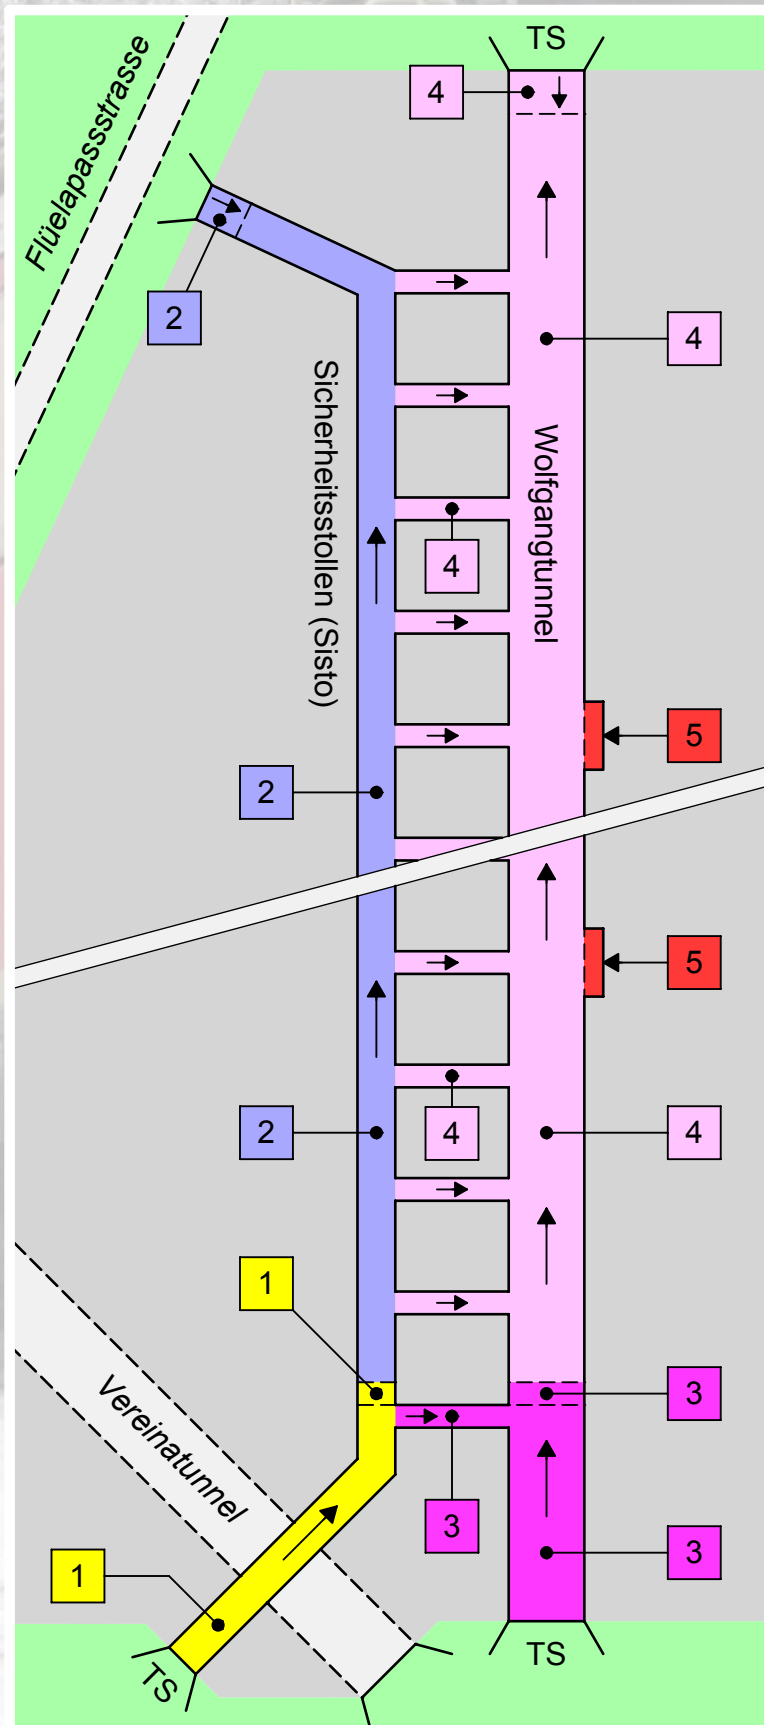 TS
4
Flüelapassstrasse
2
4
Sicherheitsstollen (Sisto)
Wolfgangtunnel
4
5
2
5
2
4
4
1
3
Vereinatunnel
3
3
1
TS
TS